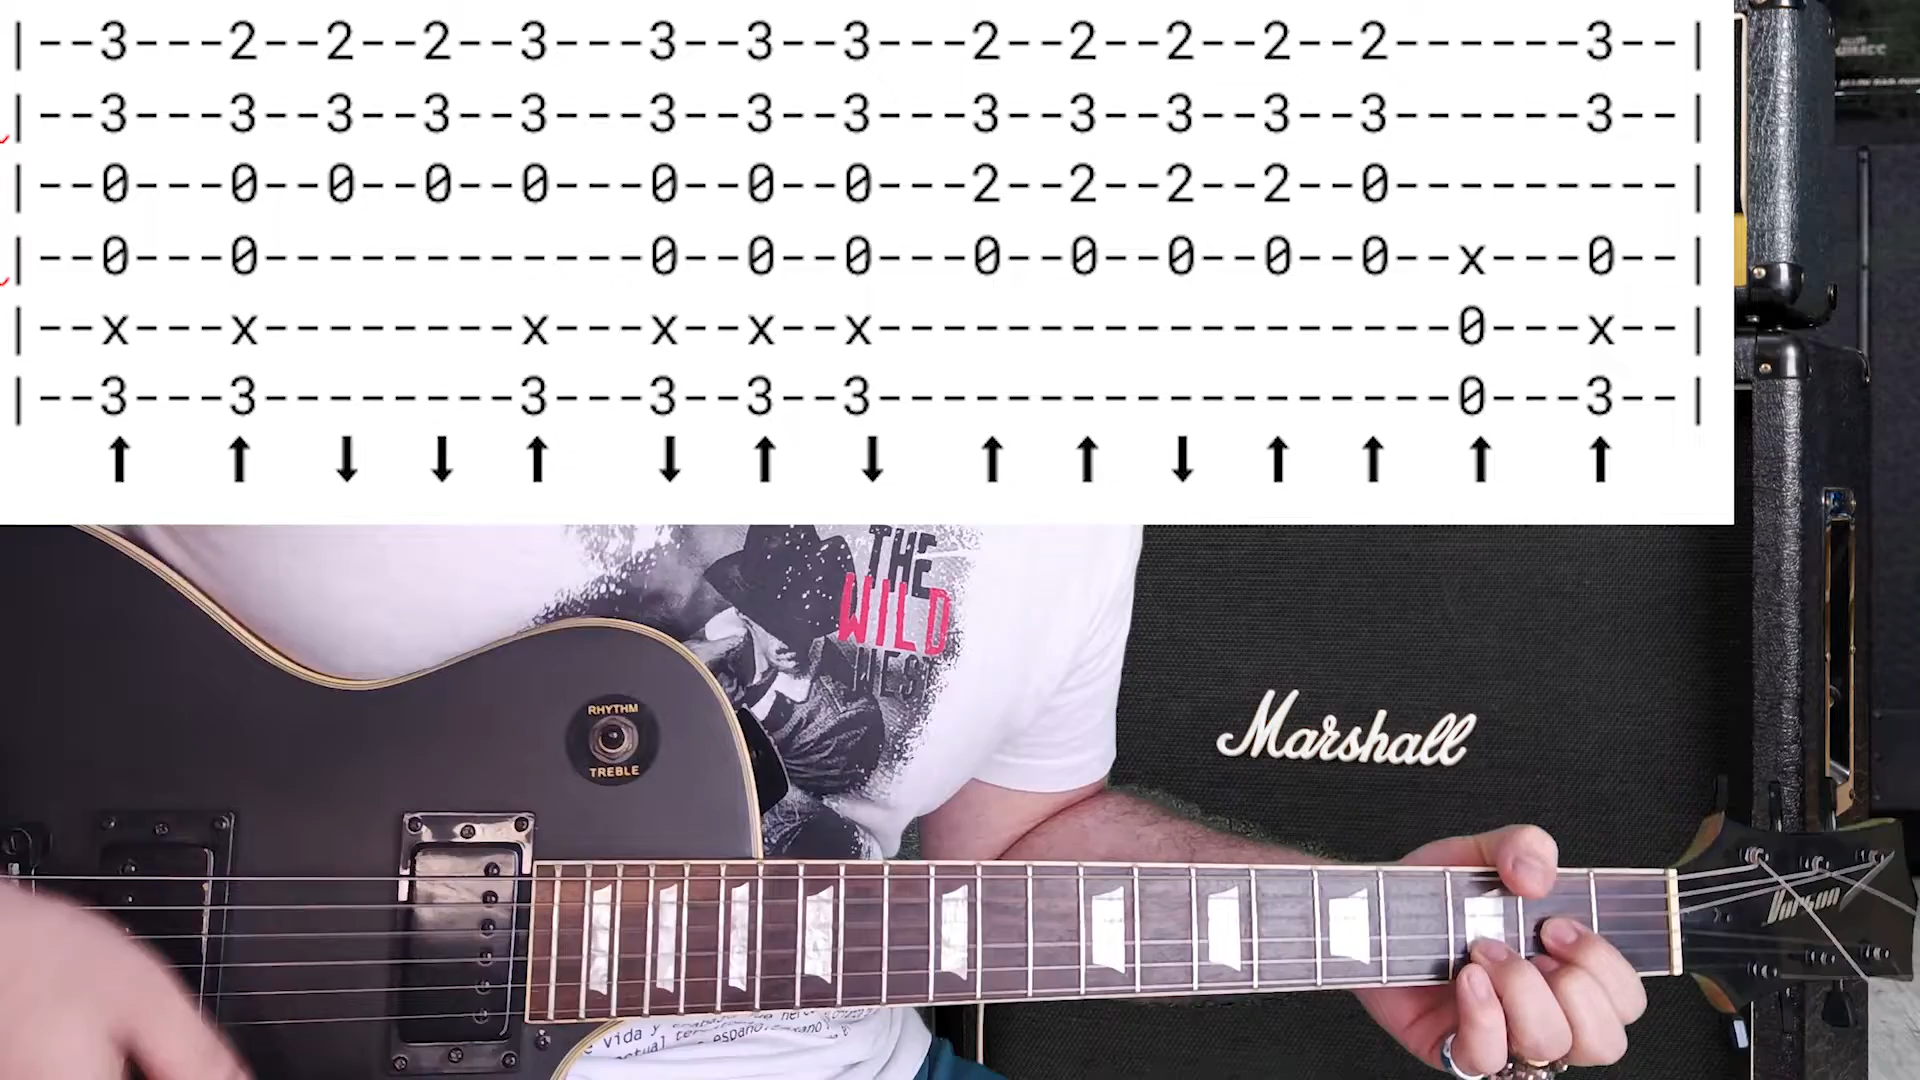 |--3---2--2--2--3---3--3--3---2--2--2--2--2------3--|
|--3---3--3--3--3---3--3--3---3--3--3--3--3------3--|
|--0---0--0--0--0---0--0--0---2--2--2--2--0---------|
|--0---0------------0--0--0---0--0--0--0--0--x---0--|
|--x---x--------x---x--x--x------------------0---x--|
|--3---3--------3---3--3--3------------------0---3--|
↑ ↑ ↓ ↓ ↑ ↓ ↑ ↓ ↑ ↑ ↓ ↑ ↑ ↑ ↑
THE
WILD
WEST
RHYTHM
TREBLE
Marshall
e vida y
español